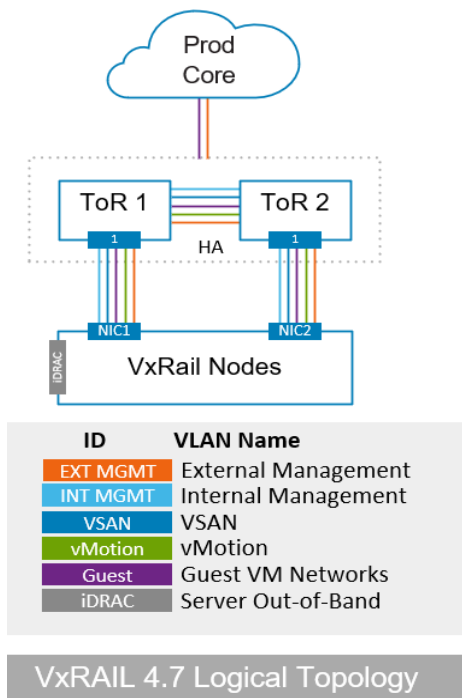 Prod
Core
ToR 1
ToR 2
1
HA
1
NIC1
NIC2
iDRAC
VxRail Nodes
ID VLAN Name
EXT MGMT External Management
INT MGMT Internal Management
VSAN VSAN
vMotion vMotion
Guest Guest VM Networks
iDRAC Server Out-of-Band
VxRAIL 4.7 Logical Topology